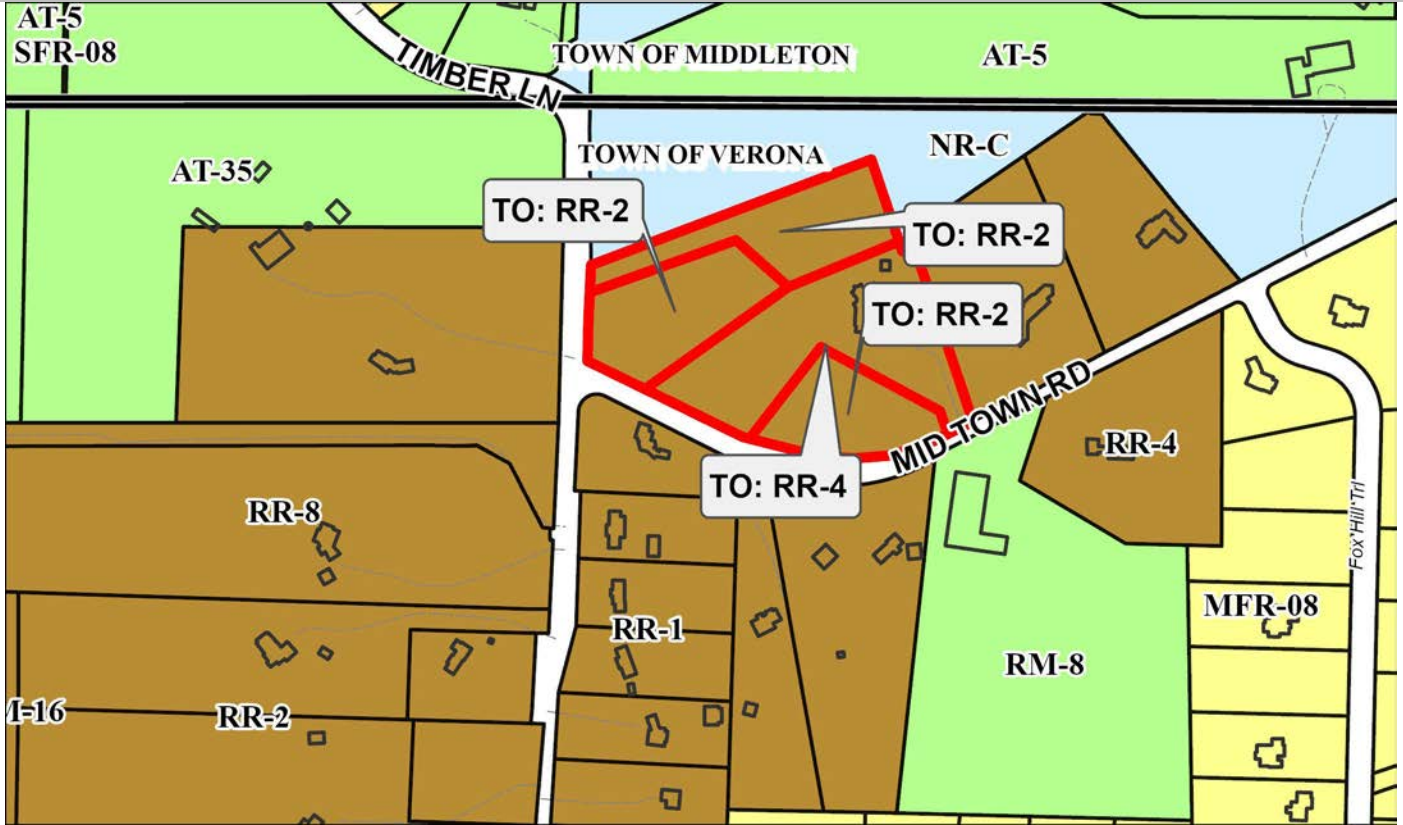 AT-5
SFR-08
TIMBER LN
TOWN OF MIDDLETON
AT-5
AT-35
TOWN OF VERONA
NR-C
TO: RR-2
TO: RR-2
TO: RR-2
MID TOWN RD
TO: RR-4
RR-4
RR-8
Fox Hill Trl
RR-1
MFR-08
RM-8
RR-2
M-16